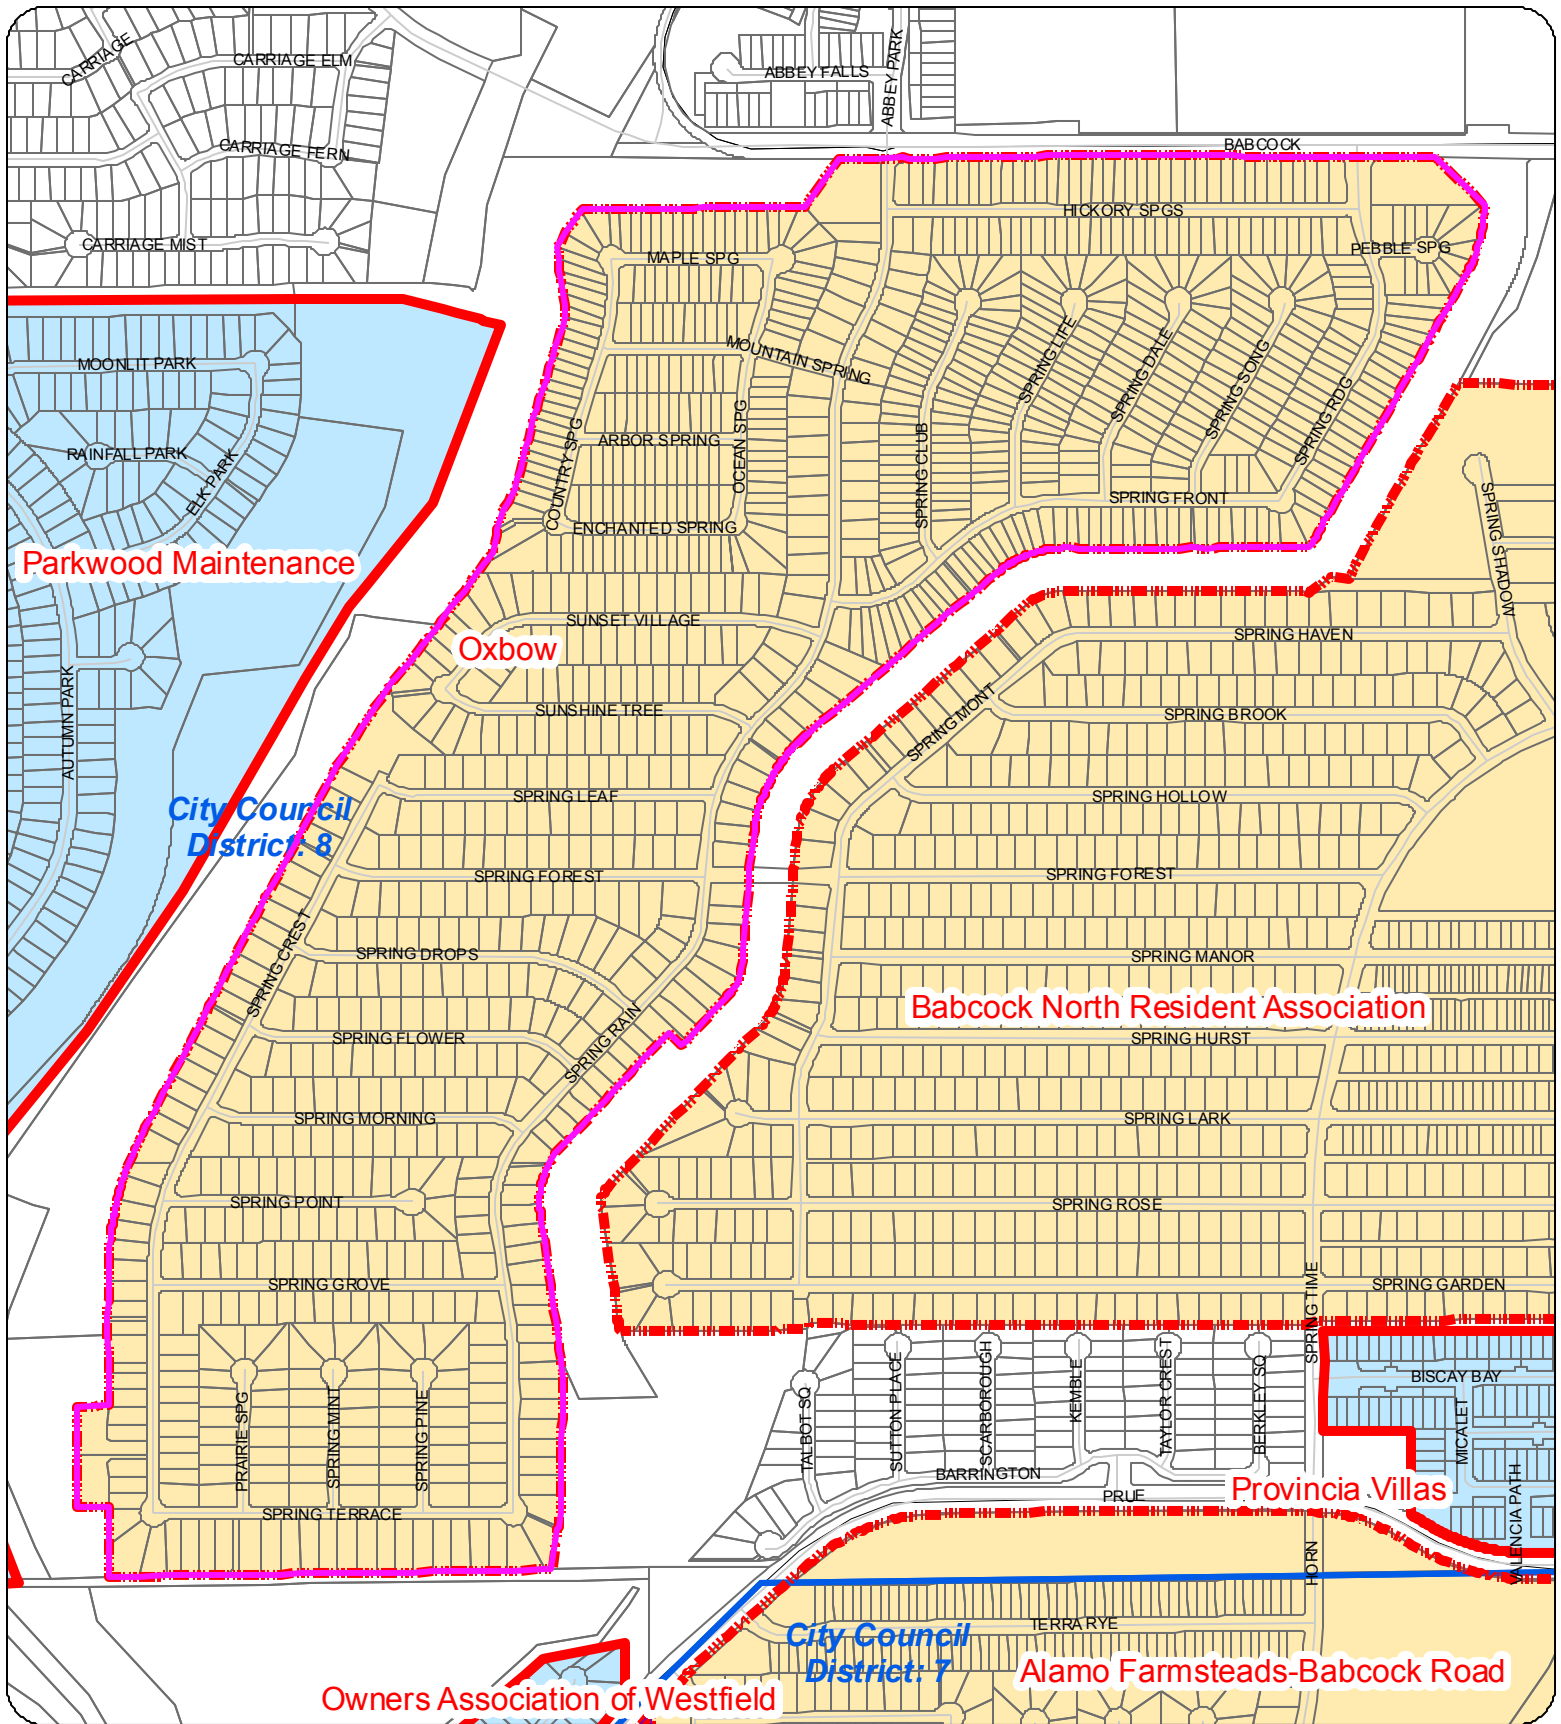 CARRIAGE
CARRIAGE ELM
ABBEY FALLS
ABBEY PARK
CARRIAGE FERN
BABCOCK
HICKORY SPGS
CARRIAGE MIST
MAPLE SPG
PEBBLE SPG
MOONLIT PARK
MOUNTAIN SPRING
SPRING LIFE
SPRING DALE
SPRING SONG
SPRING RDG
RAINFALL PARK
ELK PARK
COUNTRY SPG
ARBOR SPRING
OCEAN SPG
SPRING CLUB
SPRING FRONT
ENCHANTED SPRING
SPRING SHADOW
Parkwood Maintenance
SUNSET VILLAGE
Oxbow
SPRING HAVEN
AUTUMN PARK
SUNSHINE TREE
SPRING MONT
SPRING BROOK
City Council
District: 8
SPRING LEAF
SPRING HOLLOW
SPRING FOREST
SPRING FOREST
SPRING CREST
SPRING DROPS
SPRING MANOR
Babcock North Resident Association
SPRING FLOWER
SPRING RAIN
SPRING HURST
SPRING MORNING
SPRING LARK
SPRING POINT
SPRING ROSE
SPRING GROVE
SPRING TIME
SPRING GARDEN
PRAIRIE SPG
SPRING MINT
SPRING PINE
TALBOT SQ
SUTTON PLACE
SCARBOROUGH
KEMBLE
TAYLOR CREST
BERKLEY SQ
BISCAY BAY
MICALET
VALENCIA PATH
BARRINGTON
PRUE
Provincia Villas
SPRING TERRACE
HORN
TERRA RYE
City Council
District: 7
Alamo Farmsteads-Babcock Road
Owners Association of Westfield